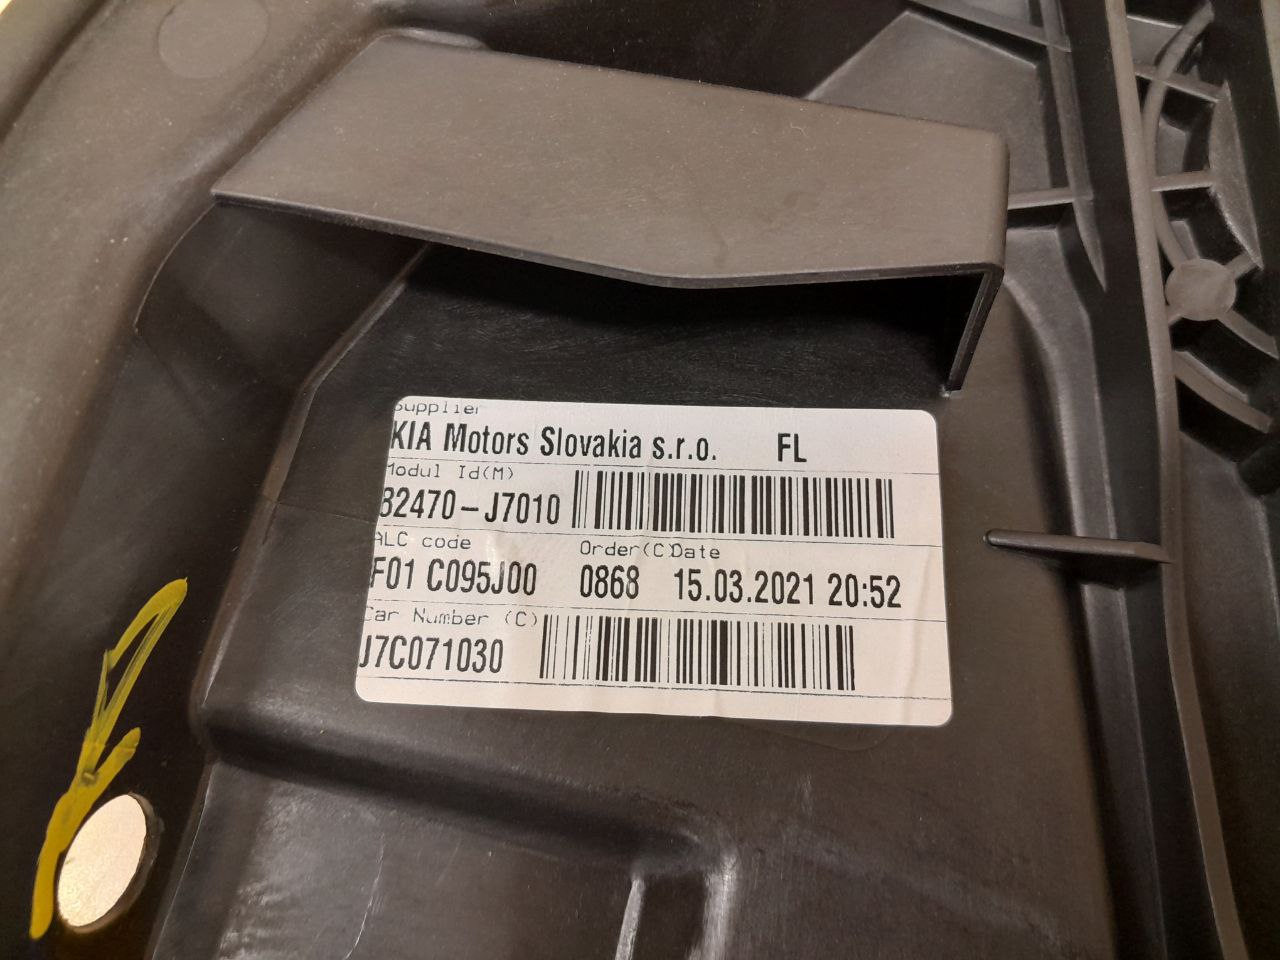 Supplier
KIA Motors Slovakia s.r.o. FL
Modul Id(M)
82470-J7010
ALC code Order(C)Date
F01 C095J00 0868 15.03.2021 20:52
Car Number (C)
J7C071030